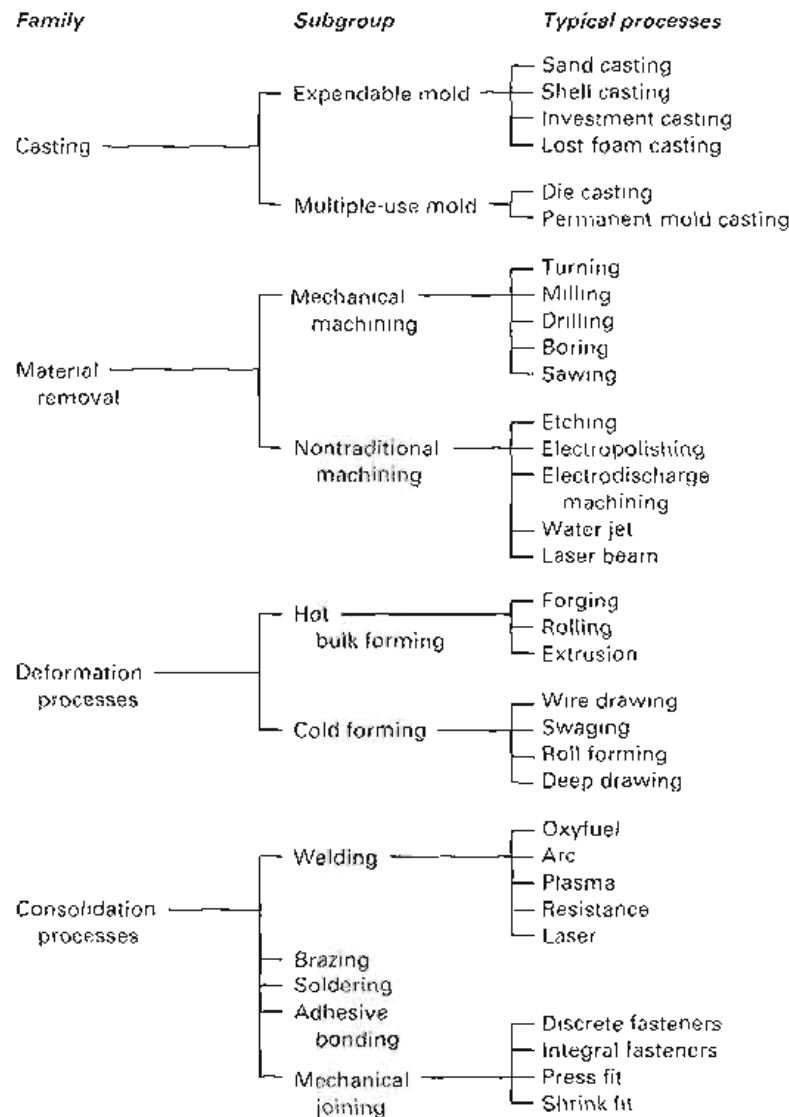 Family Subgroup Typical processes
Sand casting
Expendable mold Shell casting
Investment casting
Casting Lost foam casting
Multiple-use mold Die casting
Permanent mold casting
Turning
Mechanical Milling
machining Drilling
Boring
Material Sawing
removal
Etching
Nontraditional Electropolishing
machining Electrodischarge
machining
Water jet
Laser beam
Hot Forging
bulk forming Rolling
Extrusion
Deformation
processes Wire drawing
Cold forming Swaging
Roll forming
Deep drawing
Oxyfuel
Welding Arc
Plasma
Consolidation Resistance
processes Laser
Brazing
Soldering
Adhesive
bonding Discrete fasteners
Integral fasteners
Mechanical Press fit
joining Shrink fit